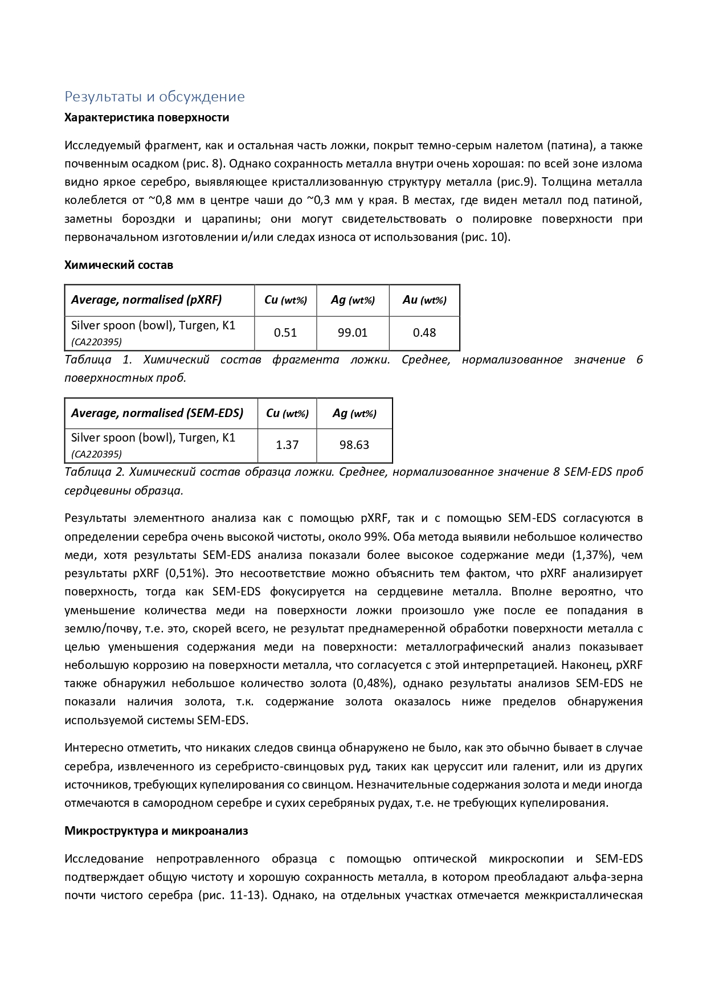 Результаты и обсуждение
Характеристика поверхности
Исследуемый фрагмент, как и остальная часть ложки, покрыт темно-серым налетом (патина), а также
почвенным осадком (рис. 8). Однако сохранность металла внутри очень хорошая: по всей зоне излома
видно яркое серебро, выявляющее кристаллизованную структуру металла (рис.9). Толщина металла
колеблется от ~0,8 мм в центре чаши до ~0,3 мм у края. В местах, где виден металл под патиной,
заметны бороздки и царапины; они могут свидетельствовать о полировке поверхности при
первоначальном изготовлении и/или следах износа от использования (рис. 10).
Химический состав
Average, normalised (pXRF) Cu (wt%) Ag (wt%) Au (wt%)
Silver spoon (bowl), Turgen, K1
(CA220395) 0.51 99.01 0.48
Таблица 1. Химический состав фрагмента ложки. Среднее, нормализованное значение 6
поверхностных проб.
Average, normalised (SEM-EDS) Cu (wt%) Ag (wt%)
Silver spoon (bowl), Turgen, K1
(CA220395) 1.37 98.63
Таблица 2. Химический состав образца ложки. Среднее, нормализованное значение 8 SEM-EDS проб
сердцевины образца.
Результаты элементного анализа как с помощью pXRF, так и с помощью SEM-EDS согласуются в
определении серебра очень высокой чистоты, около 99%. Оба метода выявили небольшое количество
меди, хотя результаты SEM-EDS анализа показали более высокое содержание меди (1,37%), чем
результаты pXRF (0,51%). Это несоответствие можно объяснить тем фактом, что pXRF анализирует
поверхность, тогда как SEM-EDS фокусируется на сердцевине металла. Вполне вероятно, что
уменьшение количества меди на поверхности ложки произошло уже после ее попадания в
землю/почву, т.е. это, скорей всего, не результат преднамеренной обработки поверхности металла с
целью уменьшения содержания меди на поверхности: металлографический анализ показывает
небольшую коррозию на поверхности металла, что согласуется с этой интерпретацией. Наконец, pXRF
также обнаружил небольшое количество золота (0,48%), однако результаты анализов SEM-EDS не
показали наличия золота, т.к. содержание золота оказалось ниже пределов обнаружения
используемой системы SEM-EDS.
Интересно отметить, что никаких следов свинца обнаружено не было, как это обычно бывает в случае
серебра, извлеченного из серебристо-свинцовых руд, таких как церуссит или галенит, или из других
источников, требующих купелирования со свинцом. Незначительные содержания золота и меди иногда
отмечаются в самородном серебре и сухих серебряных рудах, т.е. не требующих купелирования.
Микроструктура и микроанализ
Исследование непротравленного образца с помощью оптической микроскопии и SEM-EDS
подтверждает общую чистоту и хорошую сохранность металла, в котором преобладают альфа-зерна
почти чистого серебра (рис. 11-13). Однако, на отдельных участках отмечается межкристаллическая